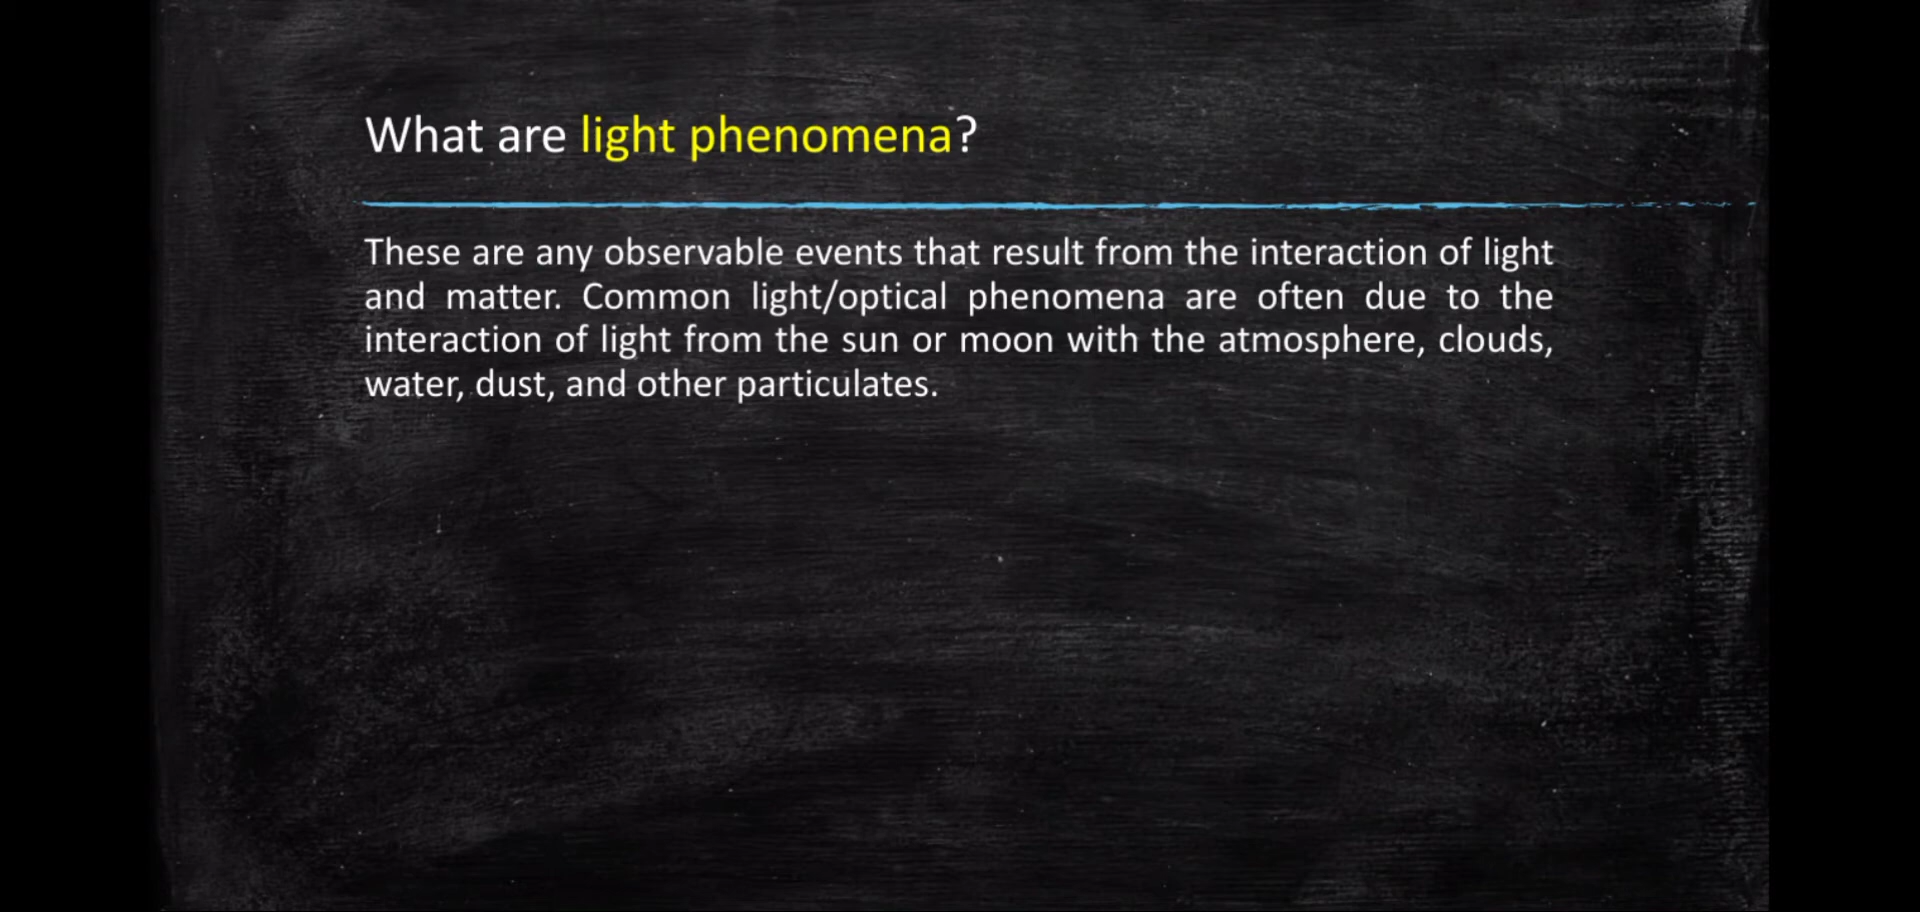 What are light phenomena?
These are any observable events that result from the interaction of light
and matter. Common light/optical phenomena are often due to the
interaction of light from the sun or moon with the atmosphere, clouds,
water, dust, and other particulates.